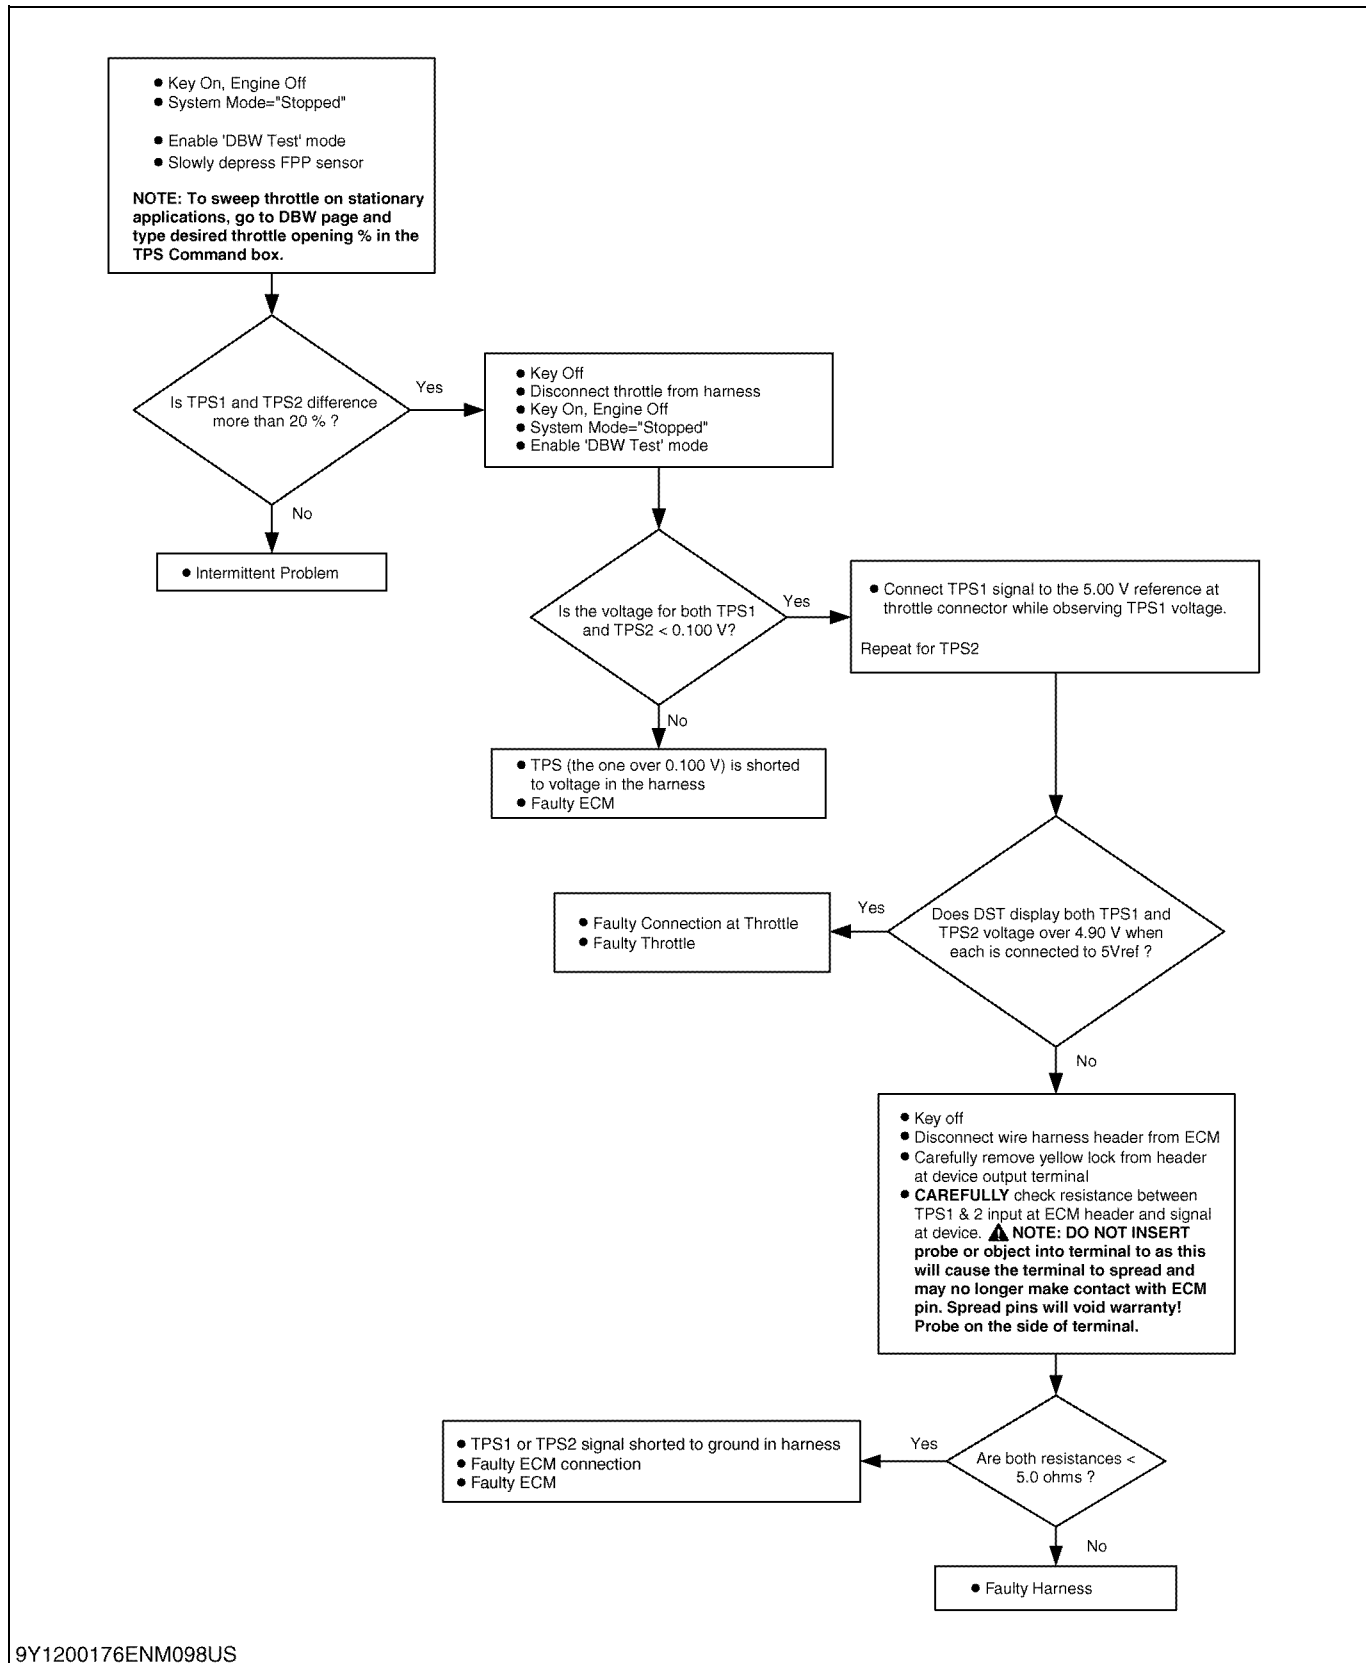 ● Key On, Engine Off
● System Mode="Stopped"
● Enable 'DBW Test' mode
● Slowly depress FPP sensor
NOTE: To sweep throttle on stationary
applications, go to DBW page and
type desired throttle opening % in the
TPS Command box.
Is TPS1 and TPS2 difference
more than 20 % ?
Yes
No
● Intermittent Problem
● Key Off
● Disconnect throttle from harness
● Key On, Engine Off
● System Mode="Stopped"
● Enable 'DBW Test' mode
Is the voltage for both TPS1
and TPS2 < 0.100 V?
Yes
No
● TPS (the one over 0.100 V) is shorted
to voltage in the harness
● Faulty ECM
● Connect TPS1 signal to the 5.00 V reference at
throttle connector while observing TPS1 voltage.
Repeat for TPS2
Does DST display both TPS1 and
TPS2 voltage over 4.90 V when
each is connected to 5Vref ?
Yes
● Faulty Connection at Throttle
● Faulty Throttle
No
● Key off
● Disconnect wire harness header from ECM
● Carefully remove yellow lock from header
at device output terminal
● CAREFULLY check resistance between
TPS1 & 2 input at ECM header and signal
at device. NOTE: DO NOT INSERT
probe or object into terminal to as this
will cause the terminal to spread and
may no longer make contact with ECM
pin. Spread pins will void warranty!
Probe on the side of terminal.
Are both resistances <
5.0 ohms ?
Yes
● TPS1 or TPS2 signal shorted to ground in harness
● Faulty ECM connection
● Faulty ECM
No
● Faulty Harness
9Y1200176ENM098US